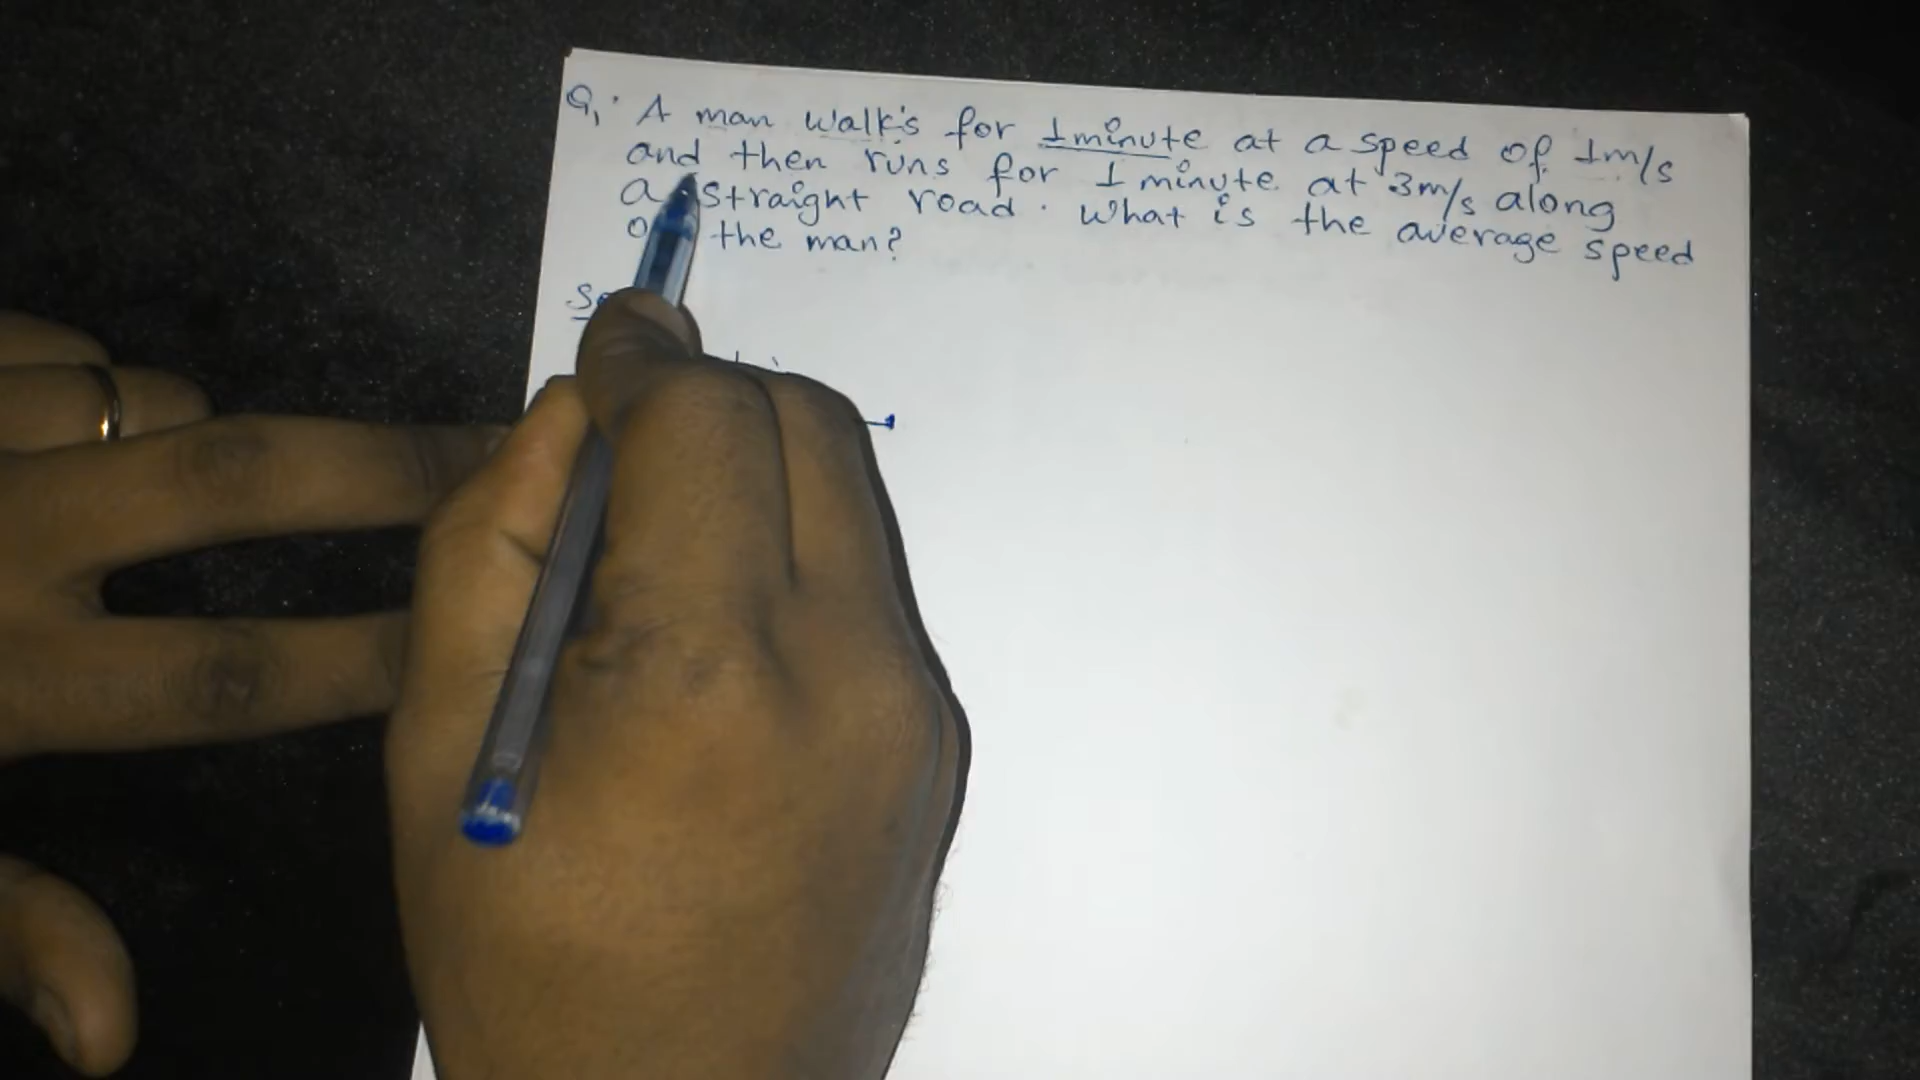 Q1. A man walk's for 1 minute at a speed of 1m/s
and then runs for 1 minute at 3m/s along
a straight road. What is the average speed
the man?